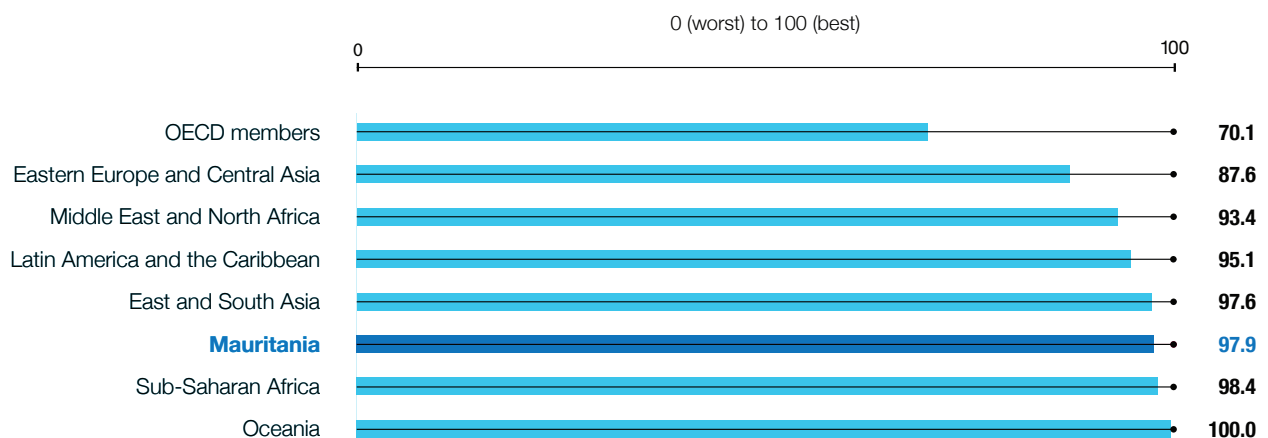 0 (worst) to 100 (best)
0 100
OECD members 70.1
Eastern Europe and Central Asia 87.6
Middle East and North Africa 93.4
Latin America and the Caribbean 95.1
East and South Asia 97.6
Mauritania 97.9
Sub-Saharan Africa 98.4
Oceania 100.0